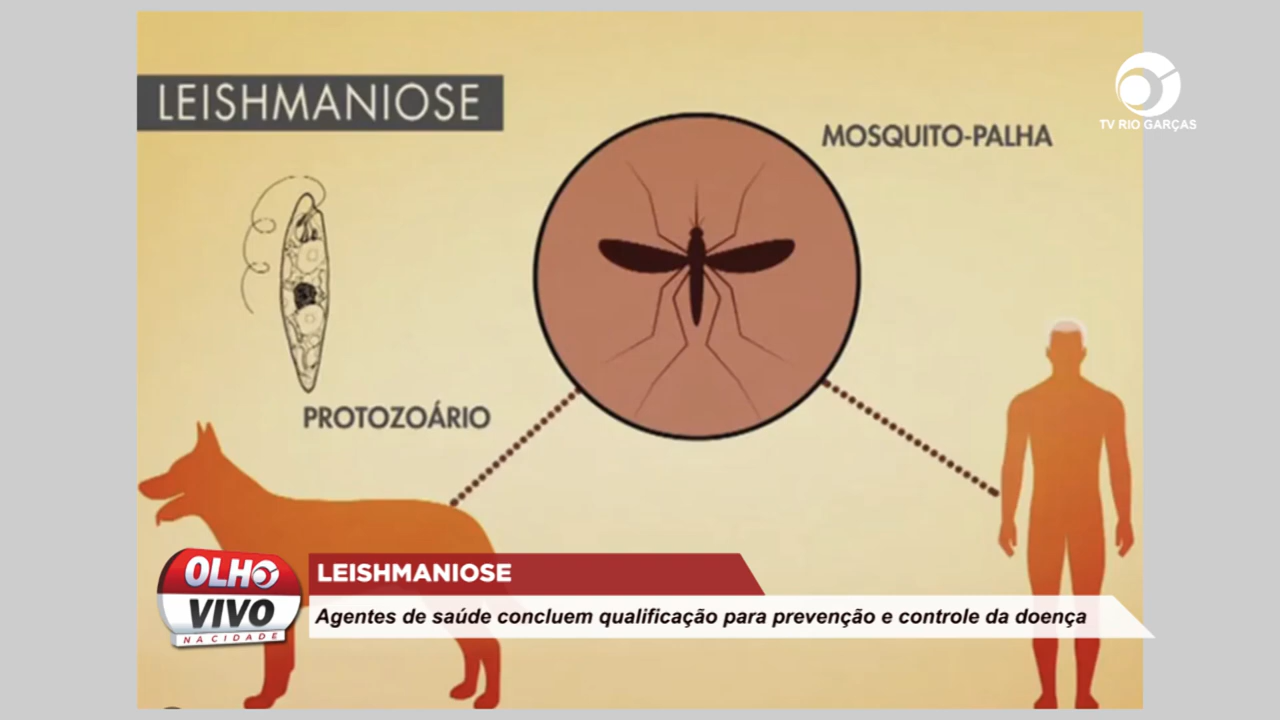 LEISHMANIOSE
MOSQUITO-PALHA
TV RIO GARÇAS
PROTOZOÁRIO
OLHO
VIVO
NA CIDADE
LEISHMANIOSE
Agentes de saúde concluem qualificação para prevenção e controle da doença